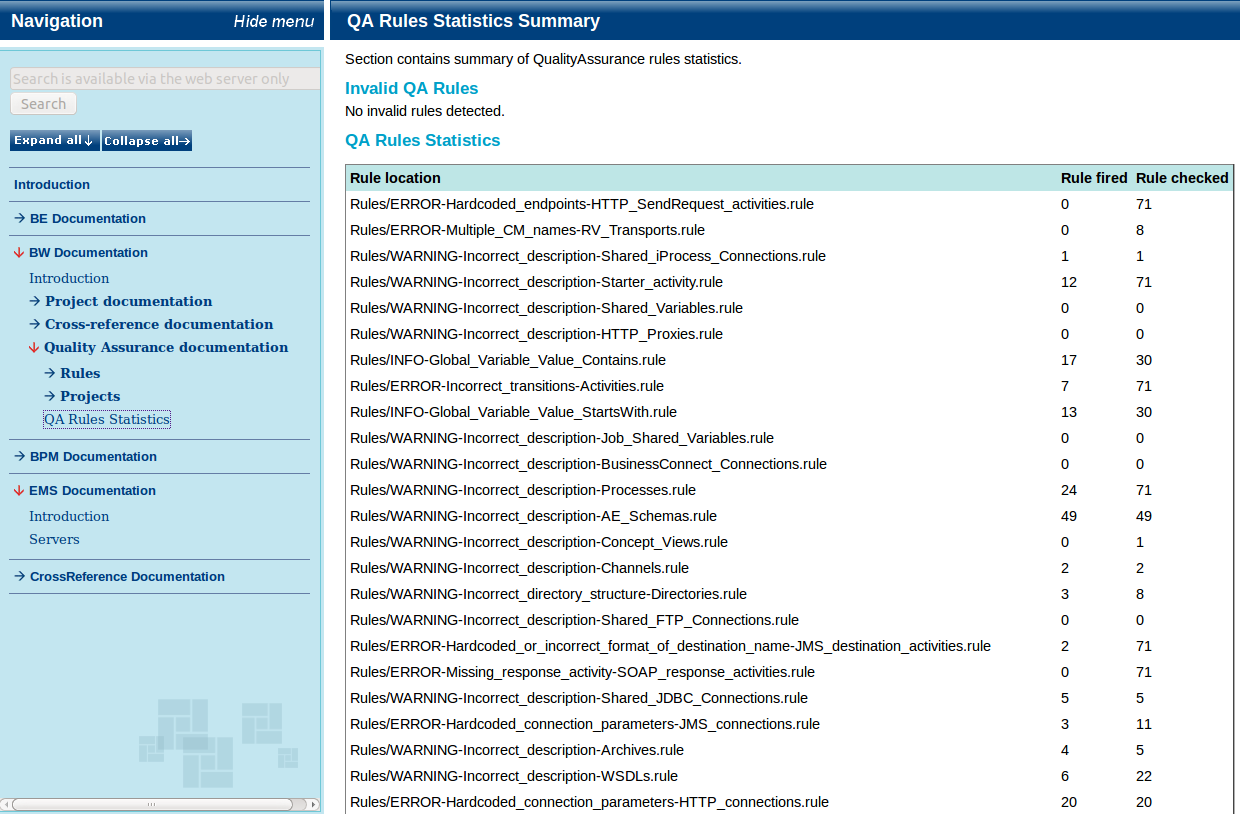 Navigation Hide menu
Search is available via the web server only
Search
Expand all↓ Collapse all→
Introduction
→ BE Documentation
↓ BW Documentation
Introduction
→ Project documentation
→ Cross-reference documentation
↓ Quality Assurance documentation
→ Rules
→ Projects
QA Rules Statistics
→ BPM Documentation
↓ EMS Documentation
Introduction
Servers
→ CrossReference Documentation
QA Rules Statistics Summary
Section contains summary of QualityAssurance rules statistics.
Invalid QA Rules
No invalid rules detected.
QA Rules Statistics
Rule location Rule fired Rule checked
Rules/ERROR-Hardcoded_endpoints-HTTP_SendRequest_activities.rule 0 71
Rules/ERROR-Multiple_CM_names-RV_Transports.rule 0 8
Rules/WARNING-Incorrect_description-Shared_iProcess_Connections.rule 1 1
Rules/WARNING-Incorrect_description-Starter_activity.rule 12 71
Rules/WARNING-Incorrect_description-Shared_Variables.rule 0 0
Rules/WARNING-Incorrect_description-HTTP_Proxies.rule 0 0
Rules/INFO-Global_Variable_Value_Contains.rule 17 30
Rules/ERROR-Incorrect_transitions-Activities.rule 7 71
Rules/INFO-Global_Variable_Value_StartsWith.rule 13 30
Rules/WARNING-Incorrect_description-Job_Shared_Variables.rule 0 0
Rules/WARNING-Incorrect_description-BusinessConnect_Connections.rule 0 0
Rules/WARNING-Incorrect_description-Processes.rule 24 71
Rules/WARNING-Incorrect_description-AE_Schemas.rule 49 49
Rules/WARNING-Incorrect_description-Concept_Views.rule 0 1
Rules/WARNING-Incorrect_description-Channels.rule 2 2
Rules/WARNING-Incorrect_directory_structure-Directories.rule 3 8
Rules/WARNING-Incorrect_description-Shared_FTP_Connections.rule 0 0
Rules/ERROR-Hardcoded_or_incorrect_format_of_destination_name-JMS_destination_activities.rule 2 71
Rules/ERROR-Missing_response_activity-SOAP_response_activities.rule 0 71
Rules/WARNING-Incorrect_description-Shared_JDBC_Connections.rule 5 5
Rules/ERROR-Hardcoded_connection_parameters-JMS_connections.rule 3 11
Rules/WARNING-Incorrect_description-Archives.rule 4 5
Rules/WARNING-Incorrect_description-WSDLs.rule 6 22
Rules/ERROR-Hardcoded_connection_parameters-HTTP_connections.rule 20 20